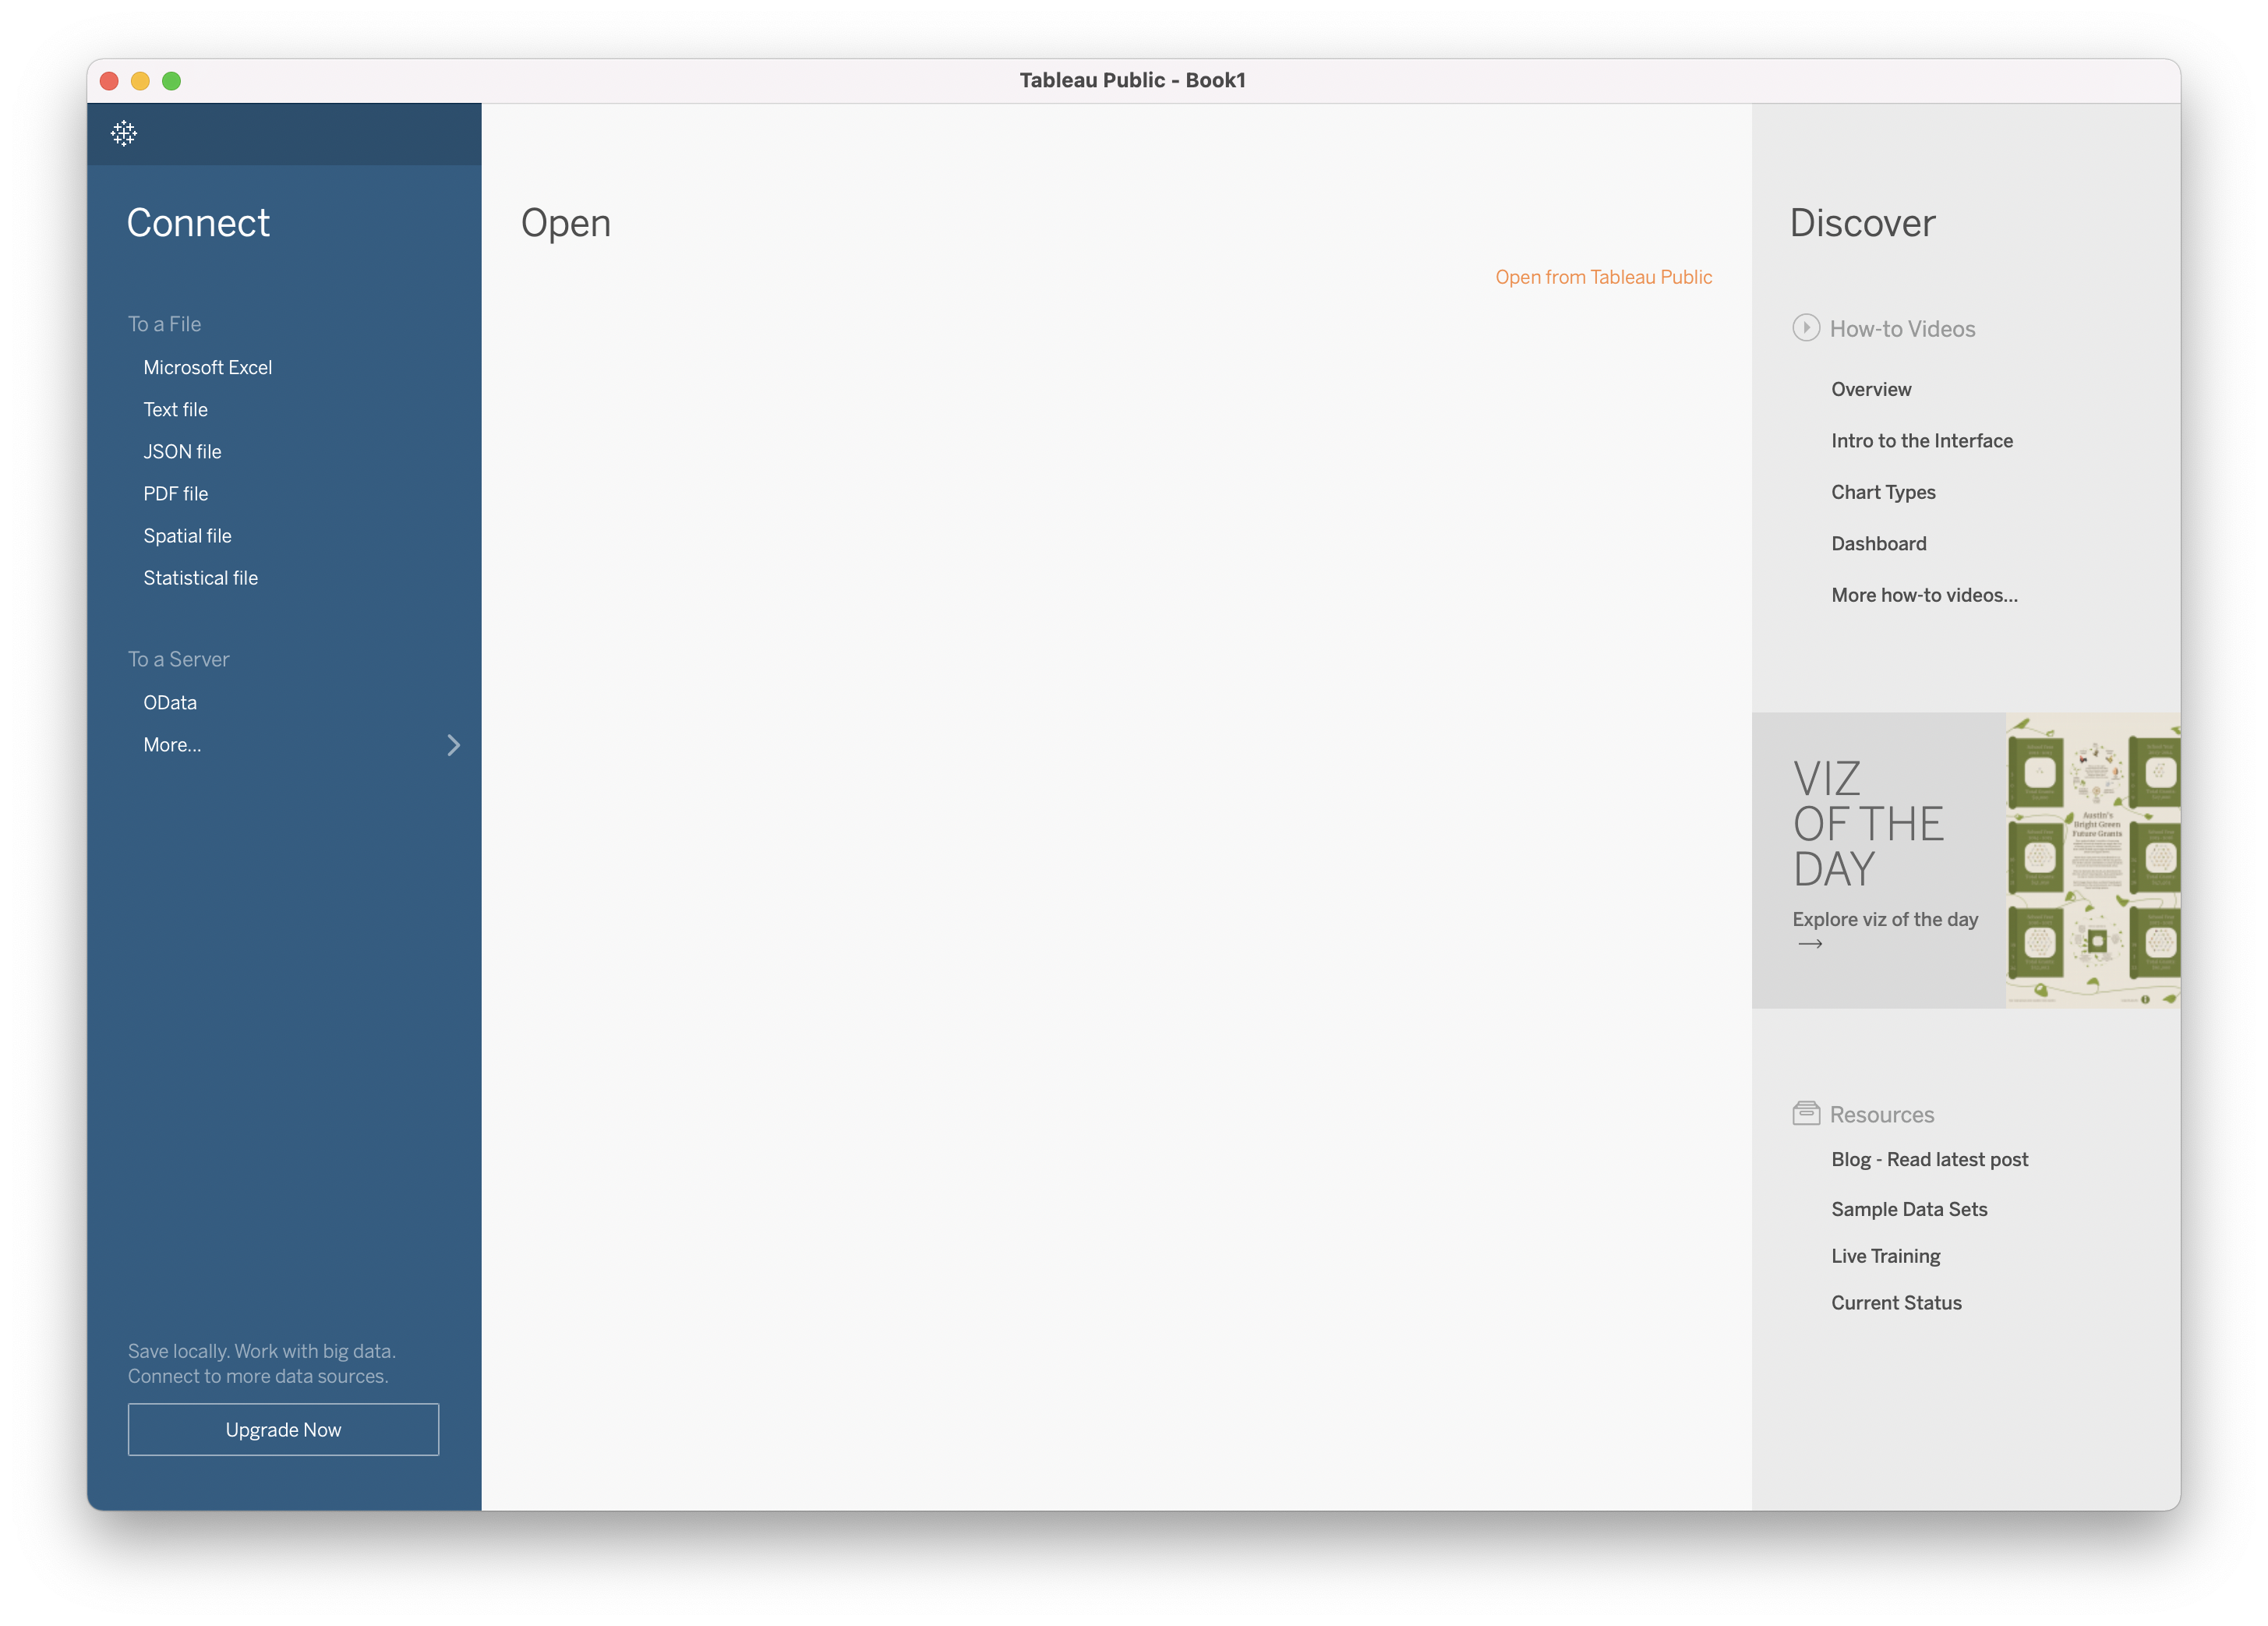 Tableau Public - Book1
Connect
To a File
Microsoft Excel
Text file
JSON file
PDF file
Spatial file
Statistical file
To a Server
OData
More...
Save locally. Work with big data.
Connect to more data sources.
Upgrade Now
Open
Open from Tableau Public
Discover
How-to Videos
Overview
Intro to the Interface
Chart Types
Dashboard
More how-to videos...
VIZ
OF THE
DAY
Explore viz of the day
Austin's
Bright Green
Future Grants
Resources
Blog - Read latest post
Sample Data Sets
Live Training
Current Status